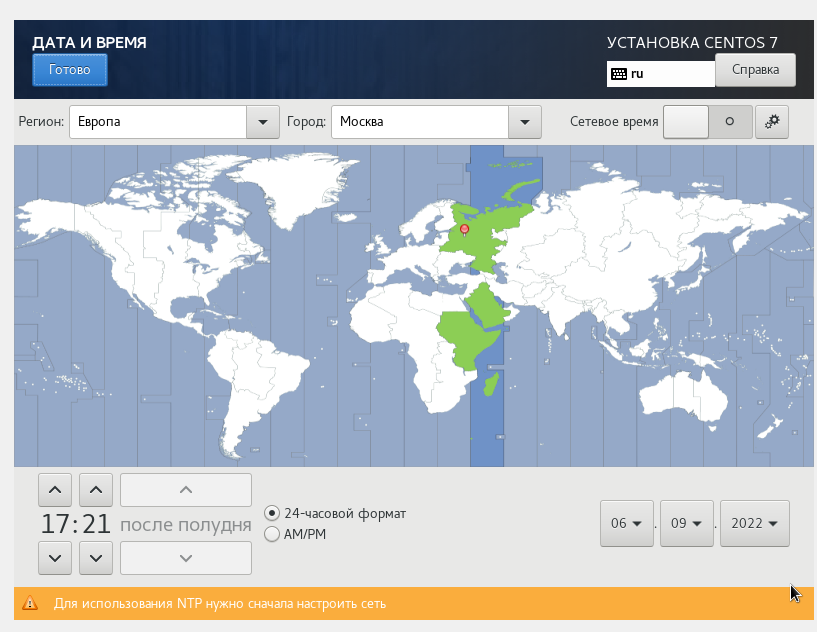 ДАТА И ВРЕМЯ
УСТАНОВКА CENTOS 7
Готово
ru
Справка
Регион: Европа Город: Москва Сетевое время
17:21 после полудня
24-часовой формат
AM/PM
06 . 09 . 2022
Для использования NTP нужно сначала настроить сеть